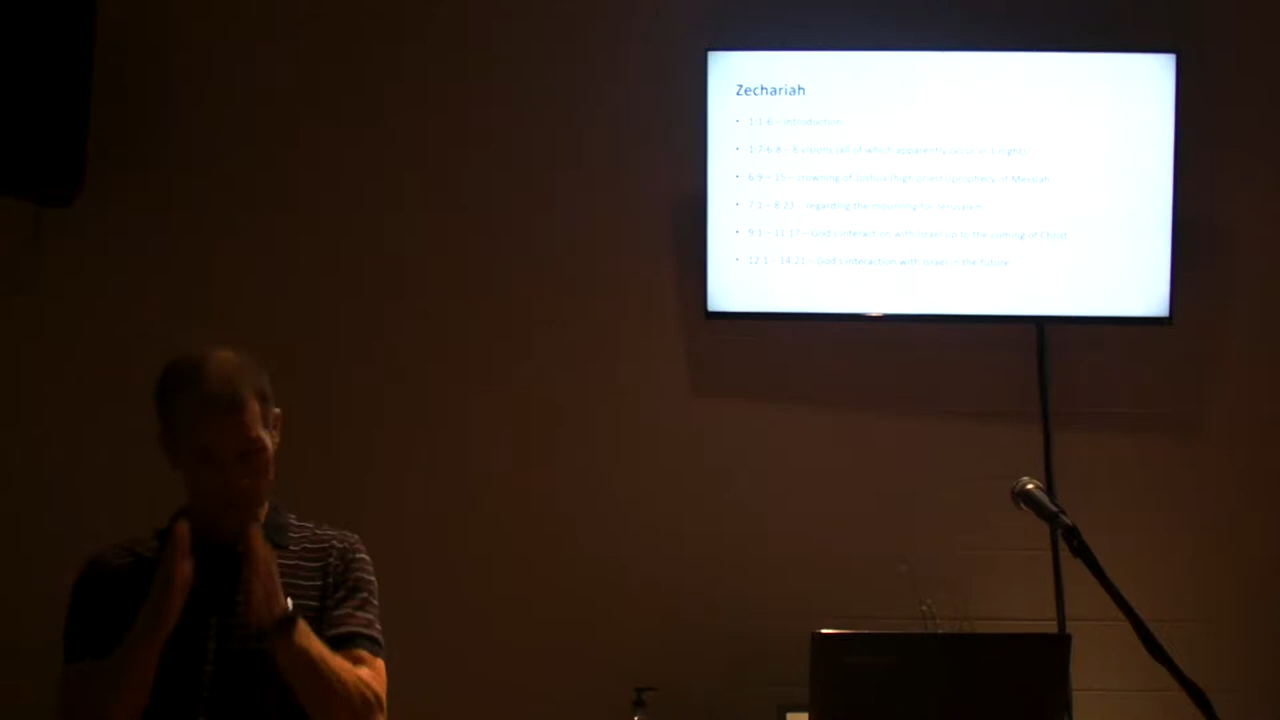 Zechariah
• 1:1-6 – introduction
• 1:7-6:8 – 8 visions (all of which apparently occur in 1 night)
• 6:9 – 15 – crowning of Joshua (high priest)/prophecy of Messiah
• 7:1 – 8:23 – regarding the mourning for Jerusalem
• 9:1 – 11:17 – God's interaction with Israel up to the coming of Christ
• 12:1 – 14:21 – God's interaction with Israel in the future